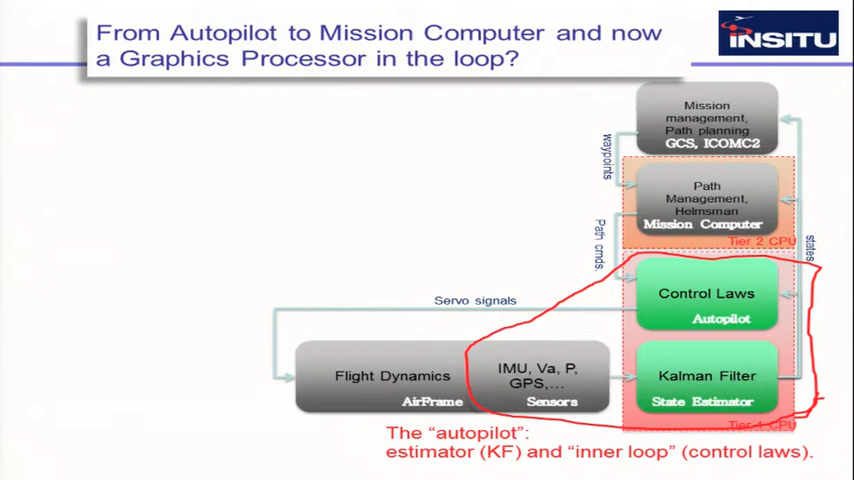 From Autopilot to Mission Computer and now
a Graphics Processor in the loop?
INSITU
Mission
management,
Path planning
GCS, ICOMC2
waypoints
Path
Management,
Helmsman
Mission Computer
Tier 2 CPU
Path cmds.
states
Control Laws
Autopilot
Servo signals
Flight Dynamics
AirFrame
IMU, Va, P,
GPS,...
Sensors
Kalman Filter
State Estimator
Tier 1 CPU
The “autopilot”:
estimator (KF) and “inner loop” (control laws).